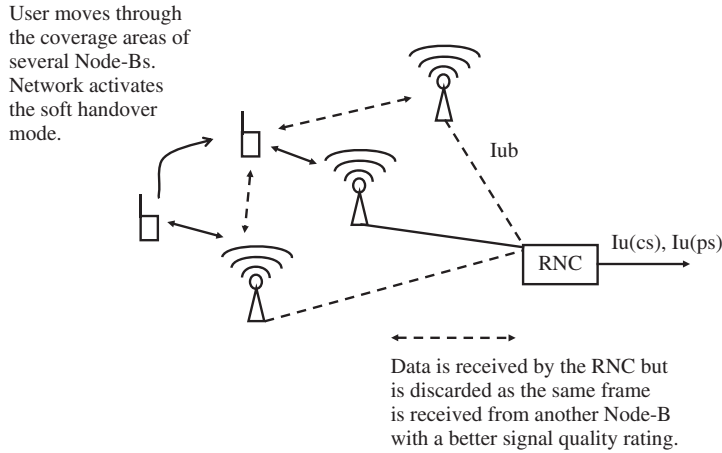 User moves through
the coverage areas of
several Node-Bs.
Network activates
the soft handover
mode.
Iub
Iu(cs), Iu(ps)
RNC
Data is received by the RNC but
is discarded as the same frame
is received from another Node-B
with a better signal quality rating.